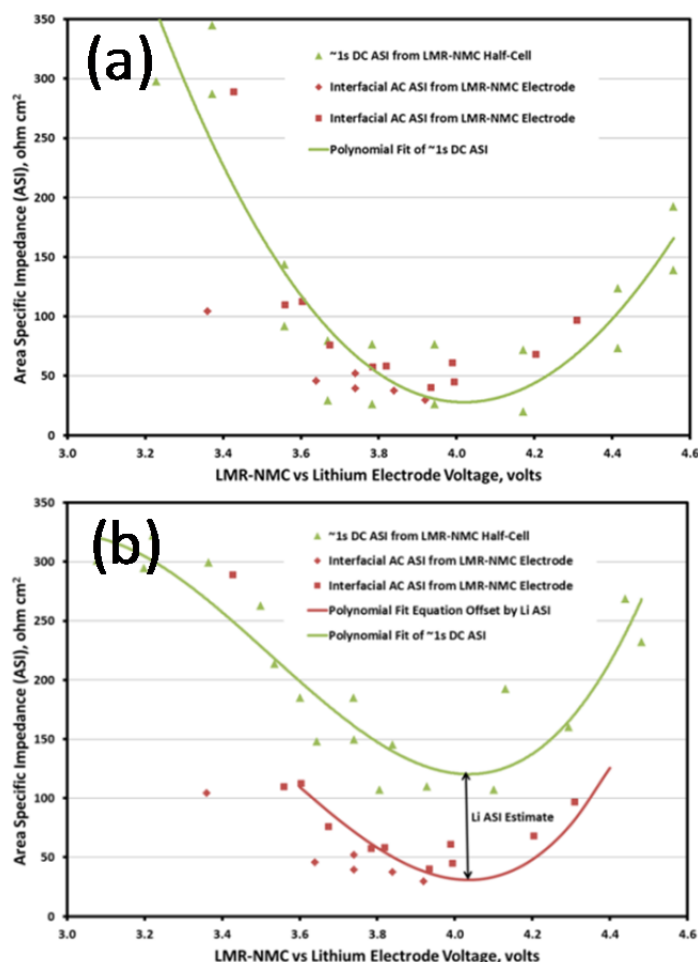 (a)
350
300
250
200
150
100
50
0
Area Specific Impedance (ASI), ohm cm²
~1s DC ASI from LMR-NMC Half-Cell
Interfacial AC ASI from LMR-NMC Electrode
Interfacial AC ASI from LMR-NMC Electrode
Polynomial Fit of ~1s DC ASI
3.0 3.2 3.4 3.6 3.8 4.0 4.2 4.4 4.6
LMR-NMC vs Lithium Electrode Voltage, volts
(b)
350
300
250
200
150
100
50
0
Area Specific Impedance (ASI), ohm cm²
~1s DC ASI from LMR-NMC Half-Cell
Interfacial AC ASI from LMR-NMC Electrode
Interfacial AC ASI from LMR-NMC Electrode
Polynomial Fit Equation Offset by Li ASI
Polynomial Fit of ~1s DC ASI
Li ASI Estimate
3.0 3.2 3.4 3.6 3.8 4.0 4.2 4.4 4.6
LMR-NMC vs Lithium Electrode Voltage, volts